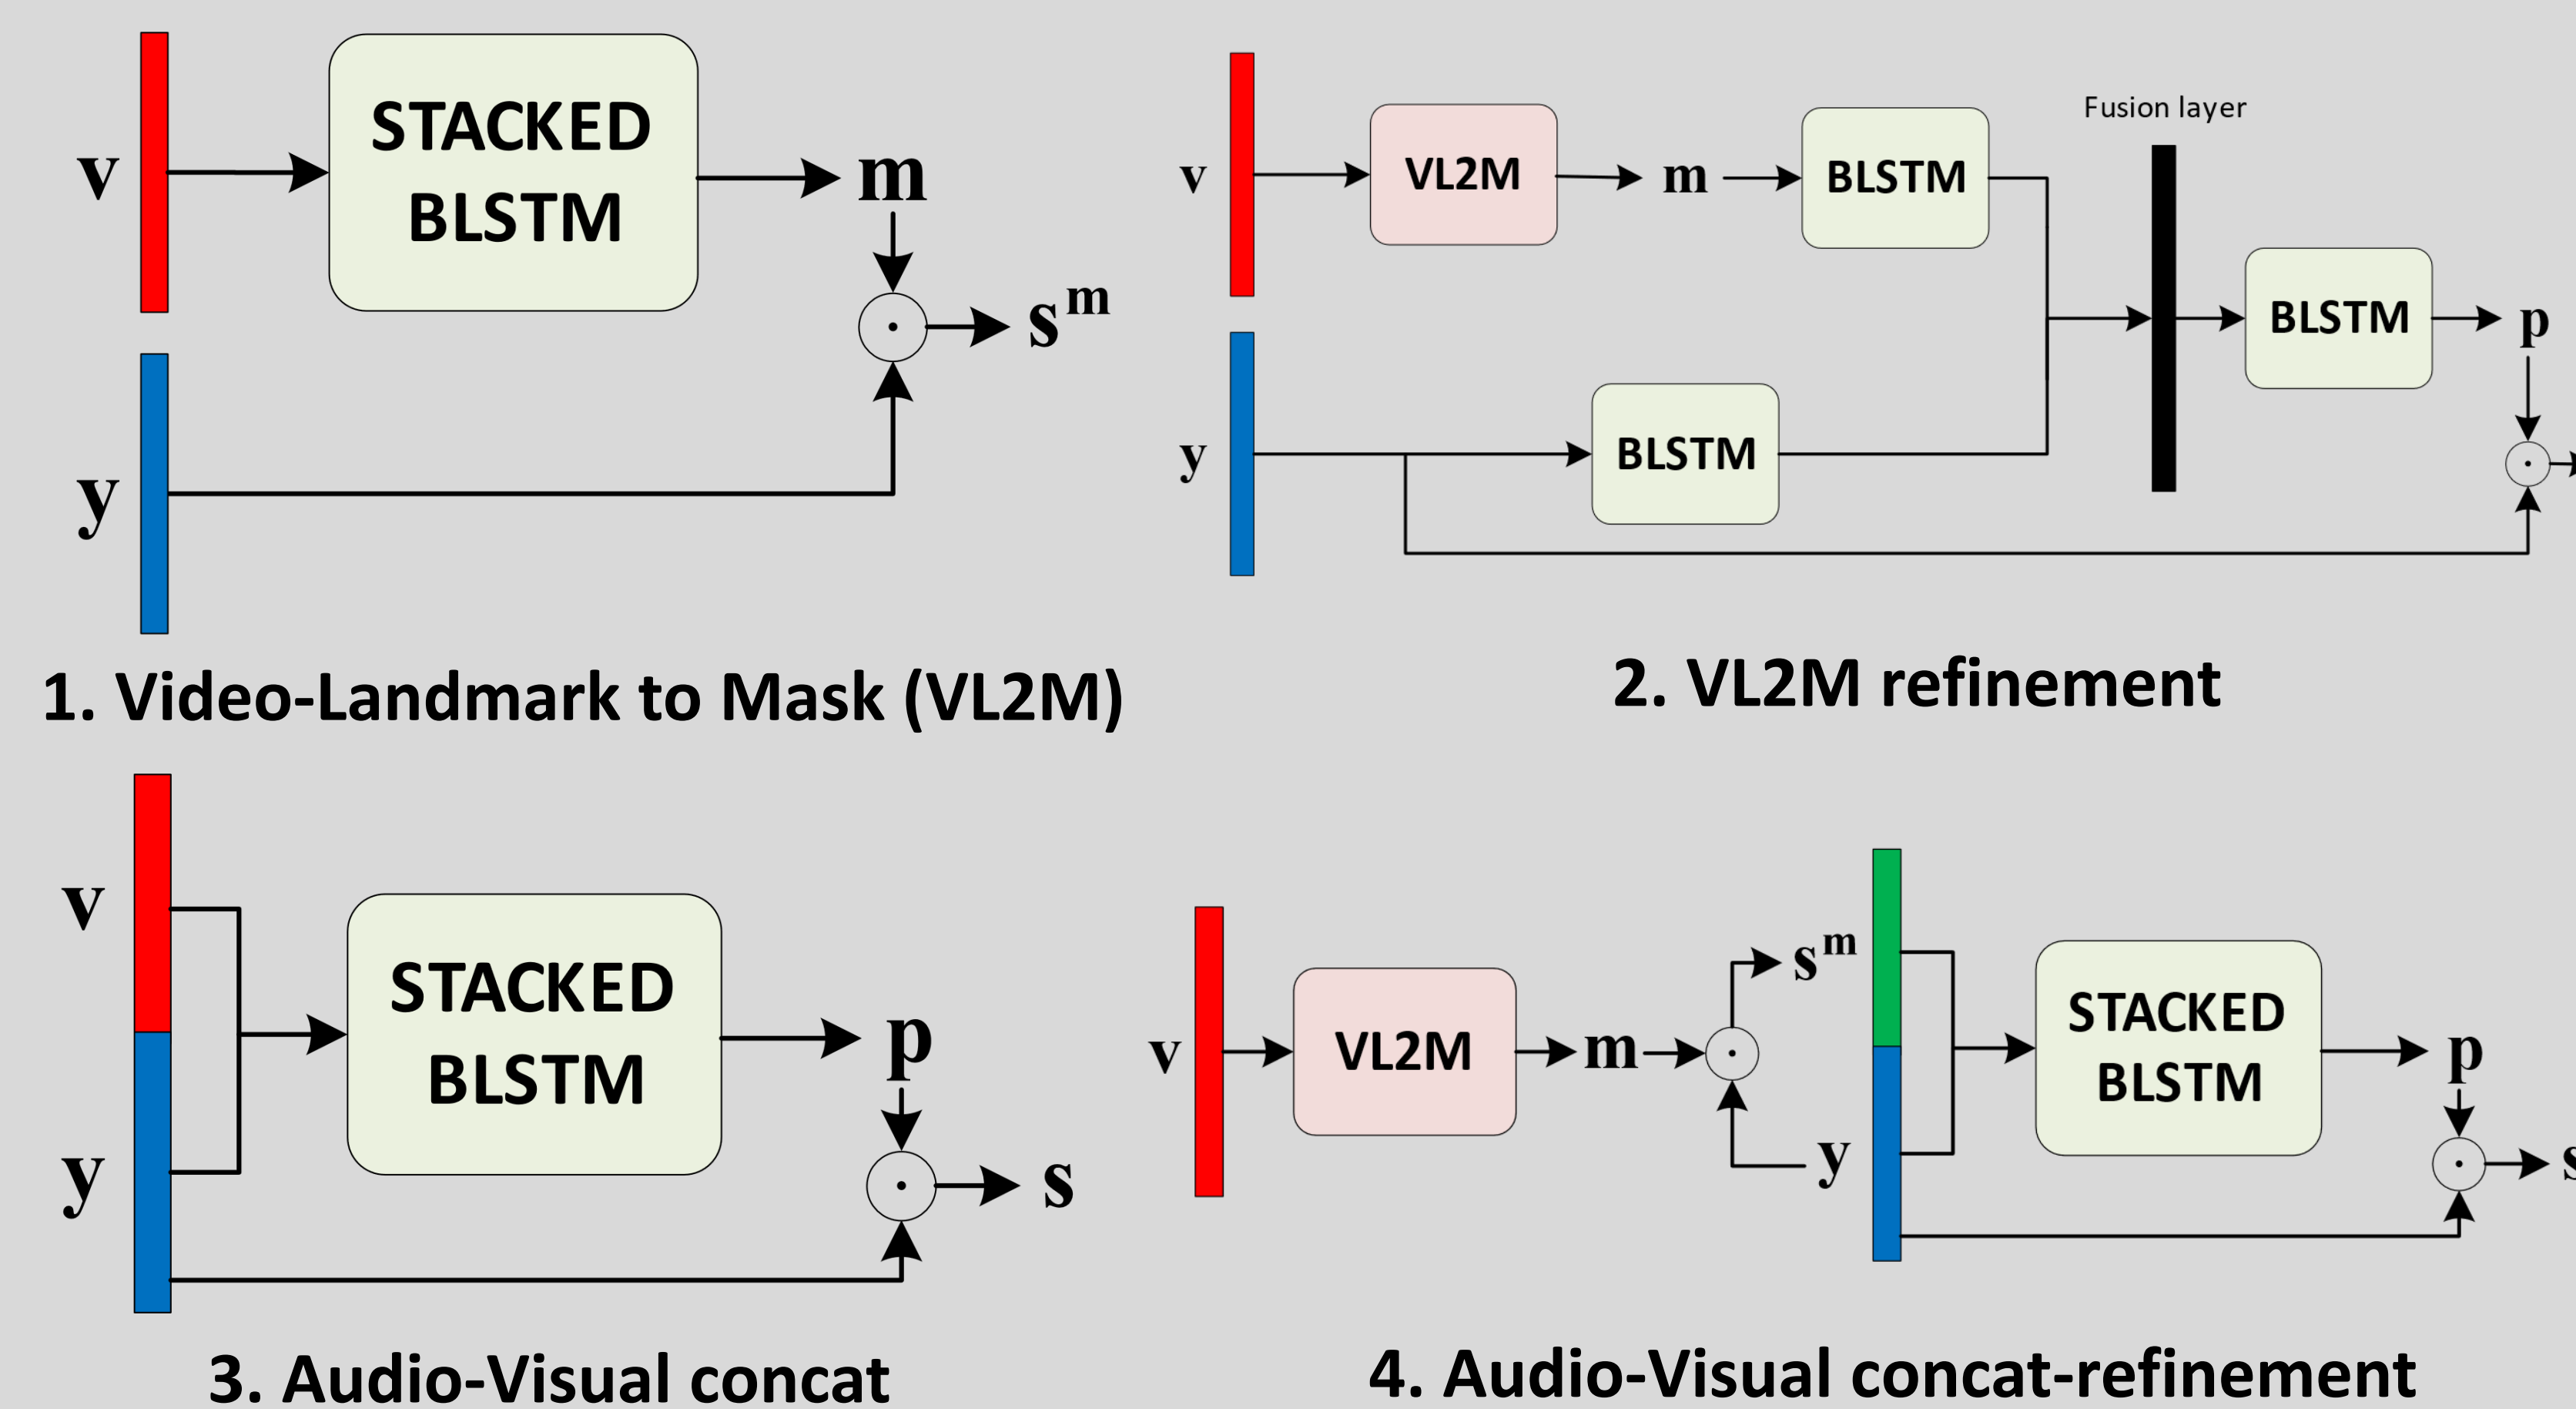 v
STACKED
BLSTM
m
s^m
y
1. Video-Landmark to Mask (VL2M)
v
VL2M
m
BLSTM
Fusion layer
BLSTM
p
y
BLSTM
2. VL2M refinement
v
STACKED
BLSTM
p
y
s
3. Audio-Visual concat
v
VL2M
m
s^m
y
STACKED
BLSTM
p
s
4. Audio-Visual concat-refinement